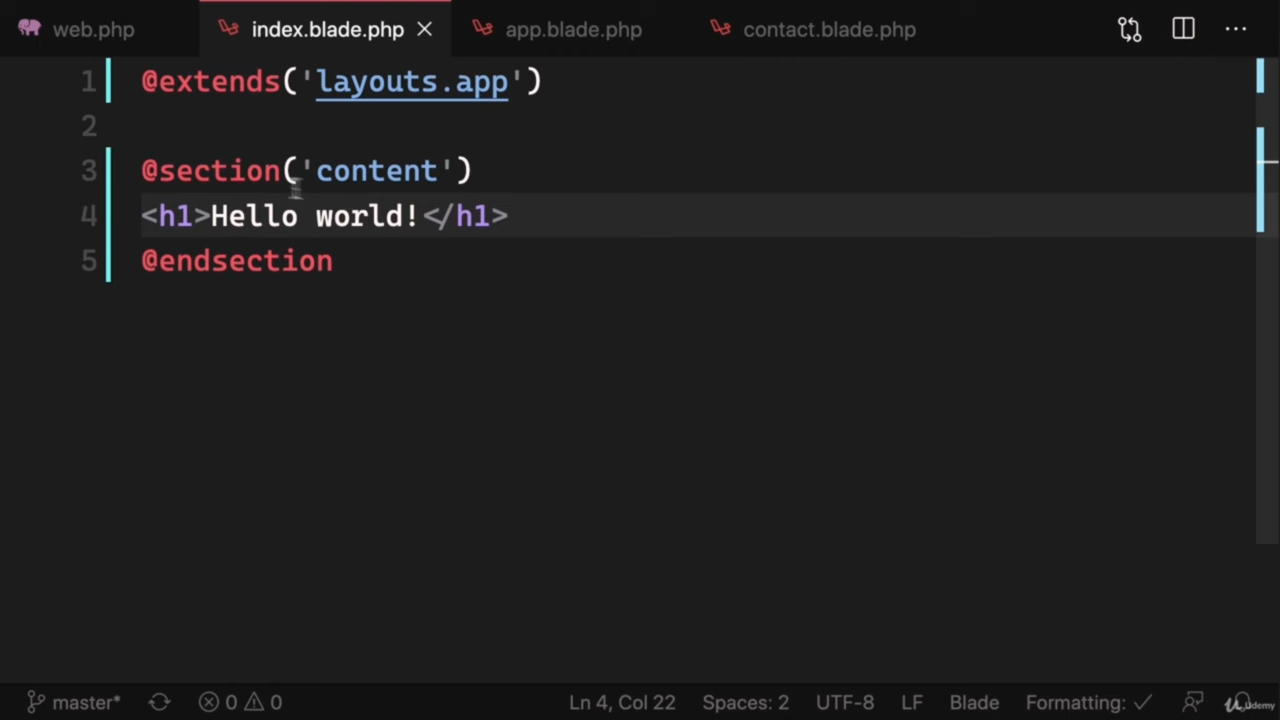 web.php index.blade.php app.blade.php contact.blade.php
1 @extends('layouts.app')
2
3 @section('content')
4 <h1>Hello world!</h1>
5 @endsection
master* 0 0 Ln 4, Col 22 Spaces: 2 UTF-8 LF Blade Formatting: ✓ Udemy